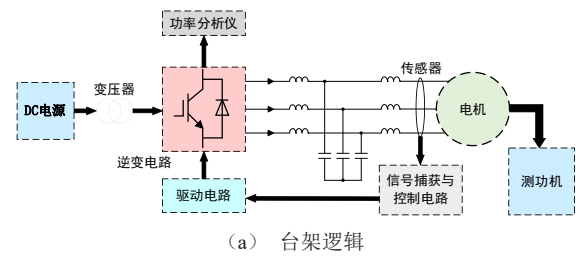 功率分析仪
传感器
变压器
DC电源
电机
逆变电路
驱动电路
信号捕获与
控制电路
测功机
（a） 台架逻辑